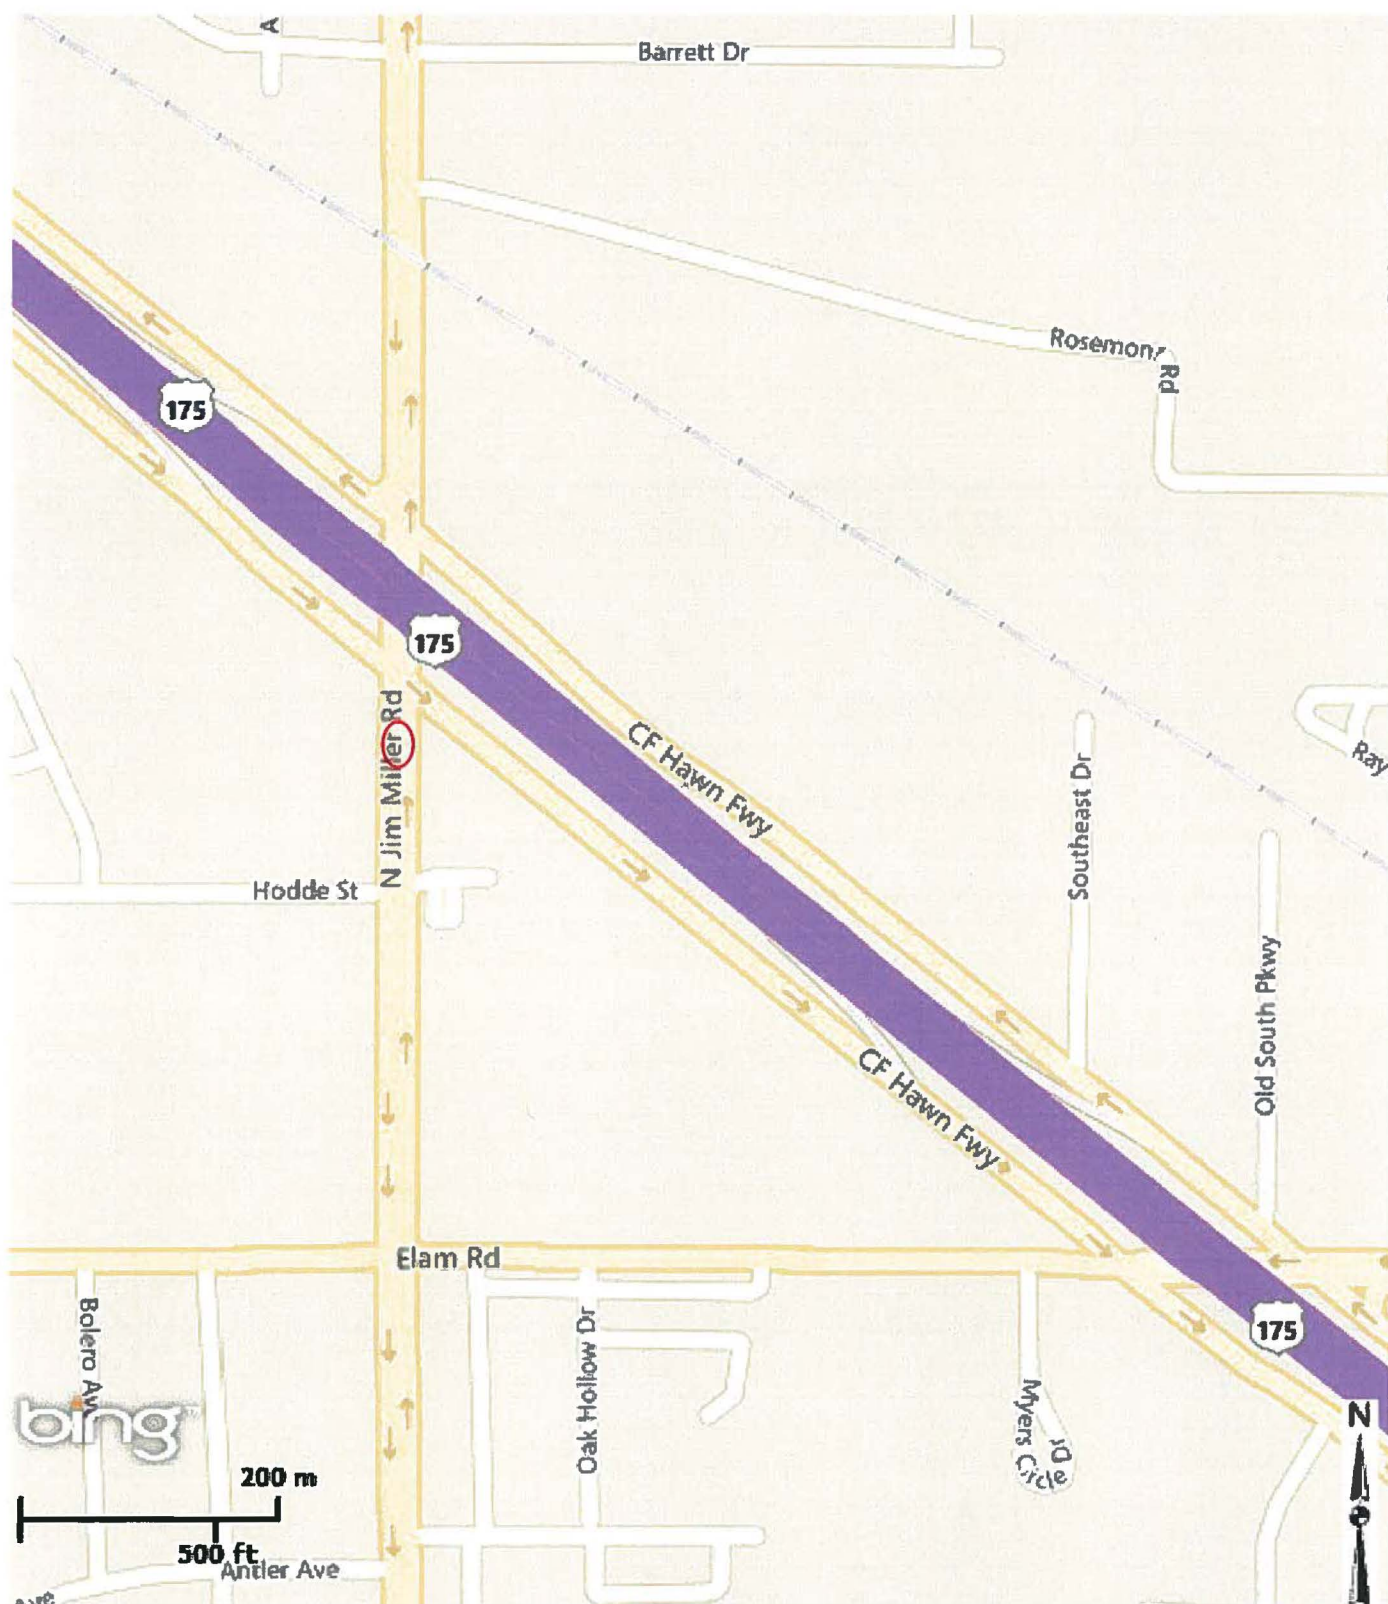 A
Barrett Dr
Rosemont Rd
175
175
N Jim Miller Rd
CF Hawn Fwy
Southeast Dr
Ray
Hodde St
Old South Pkwy
CF Hawn Fwy
Elam Rd
Bolero Av
Oak Hollow Dr
175
Myers Circle Dr
bing
N
200 m
500 ft
Antler Ave
Ave